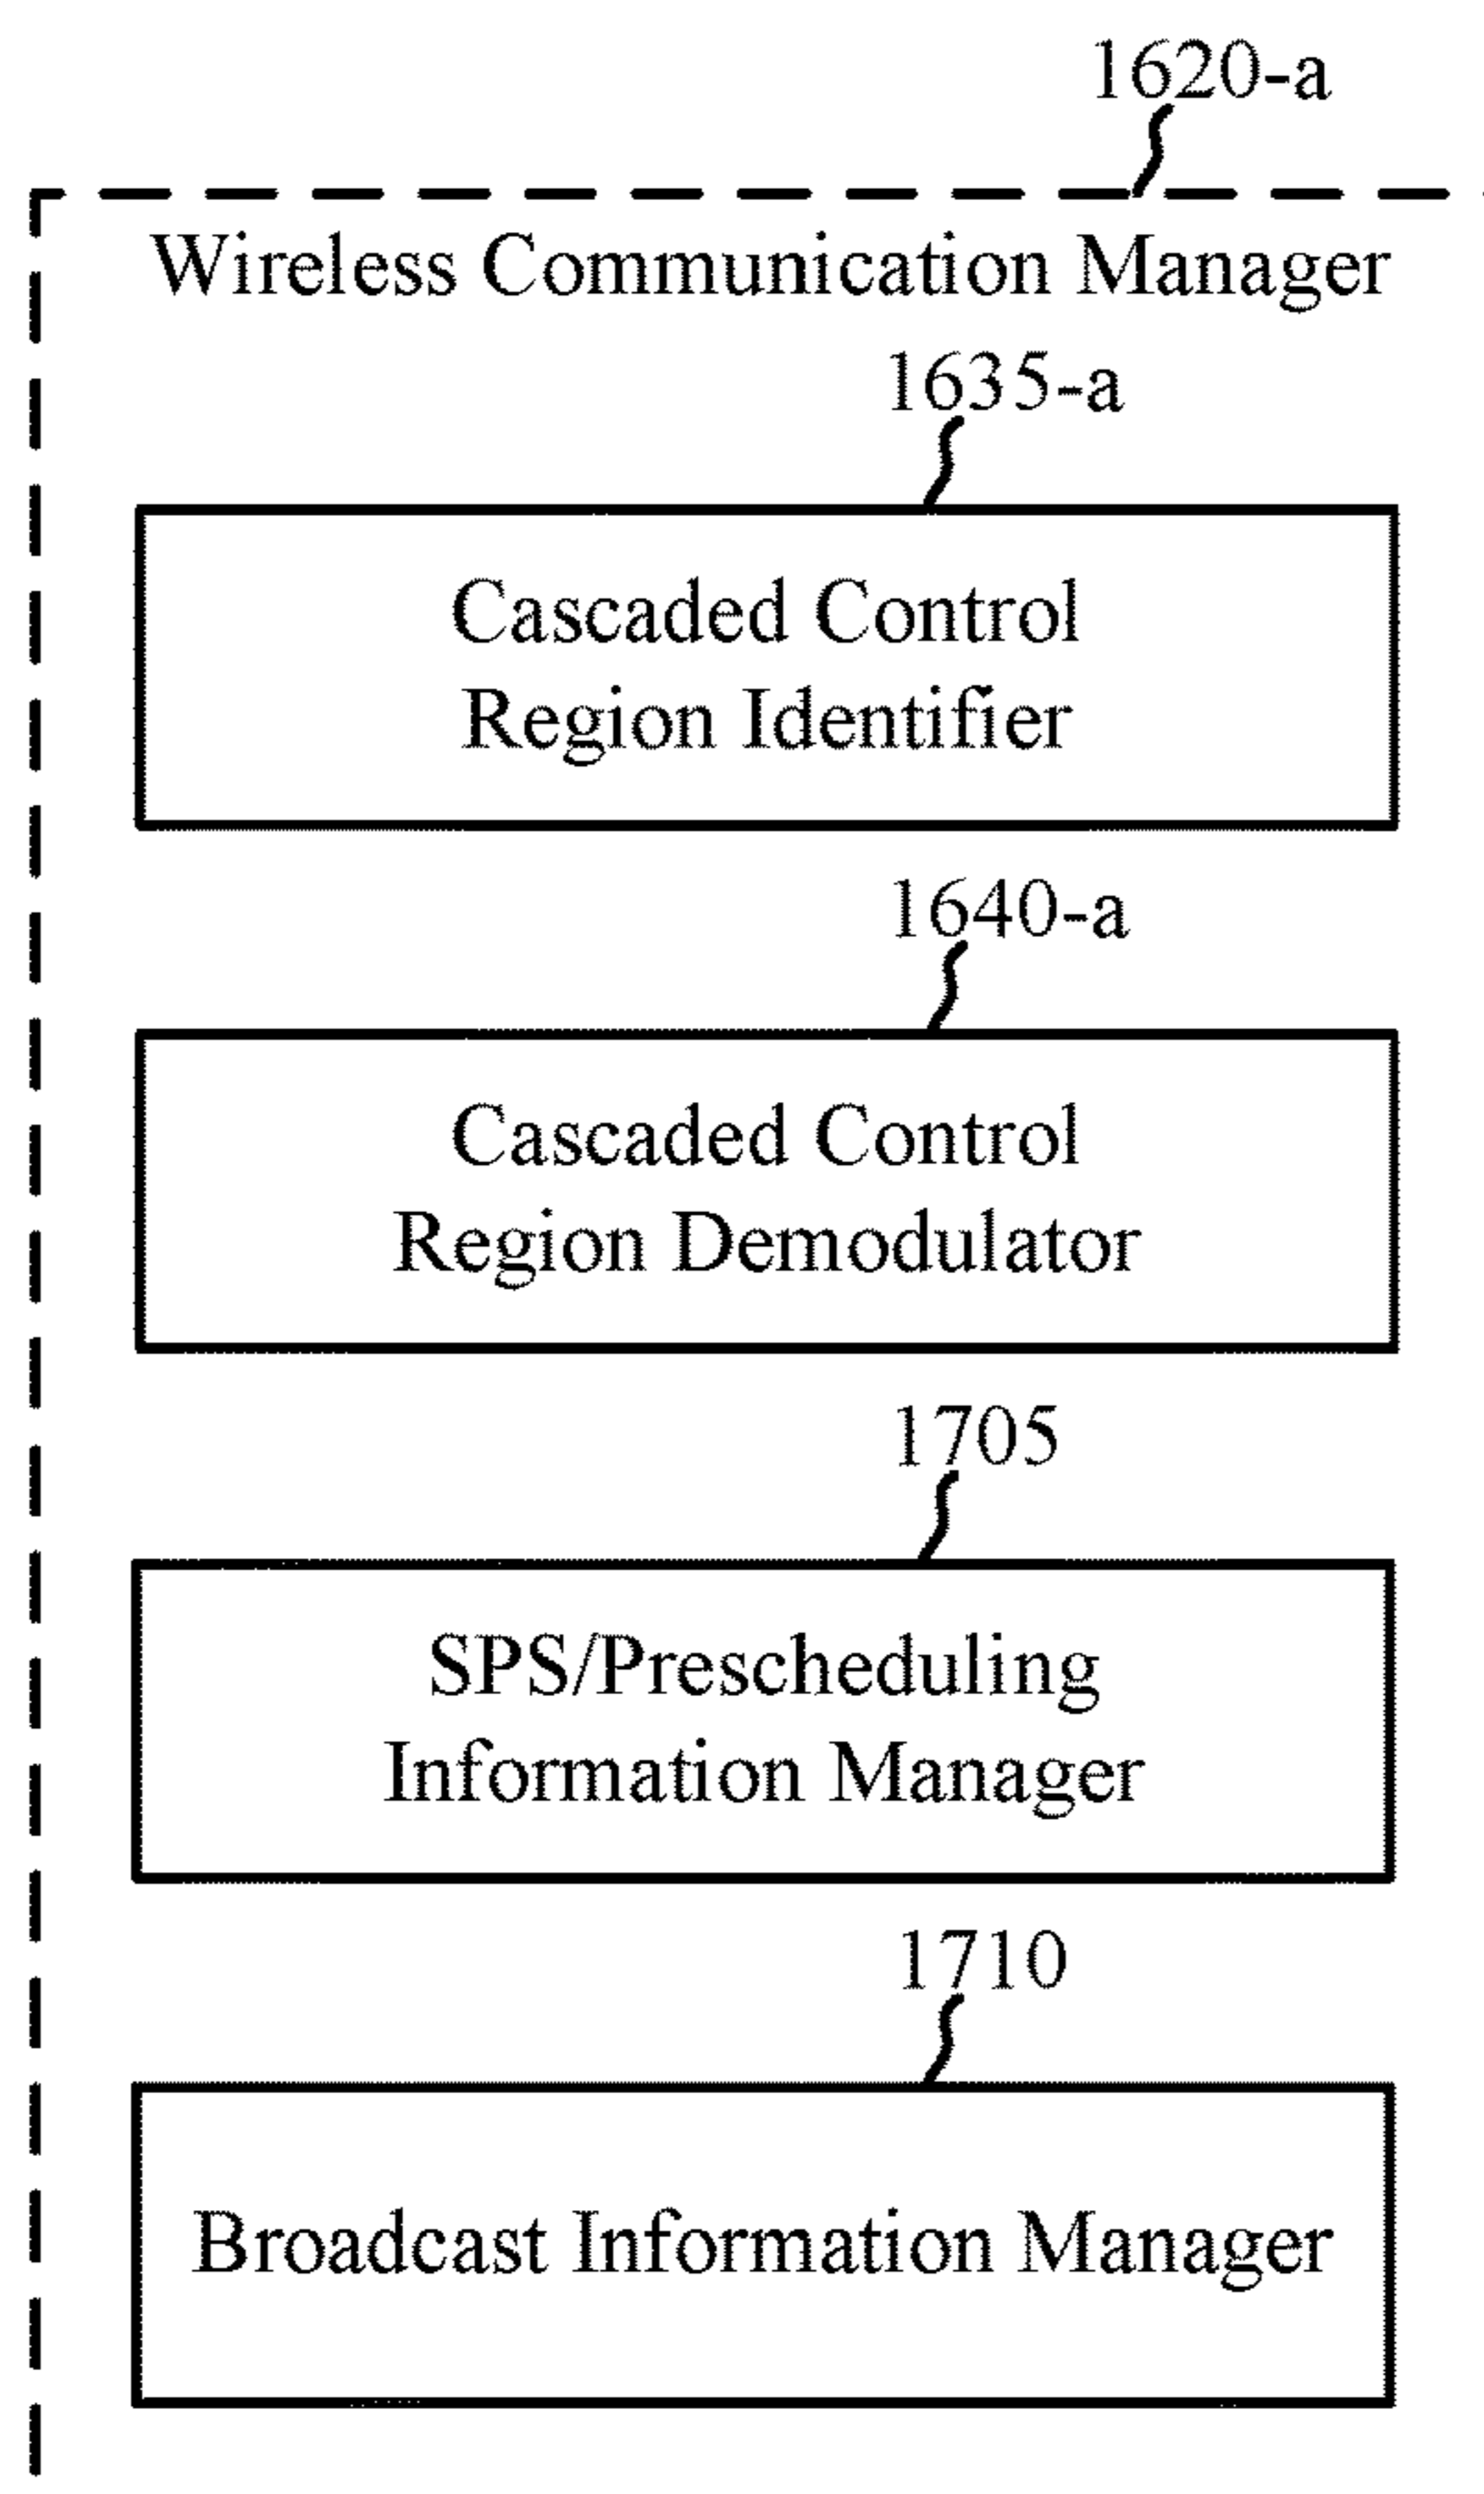 1620-a
Wireless Communication Manager
1635-a
Cascaded Control
Region Identifier
1640-a
Cascaded Control
Region Demodulator
1705
SPS/Prescheduling
Information Manager
1710
Broadcast Information Manager